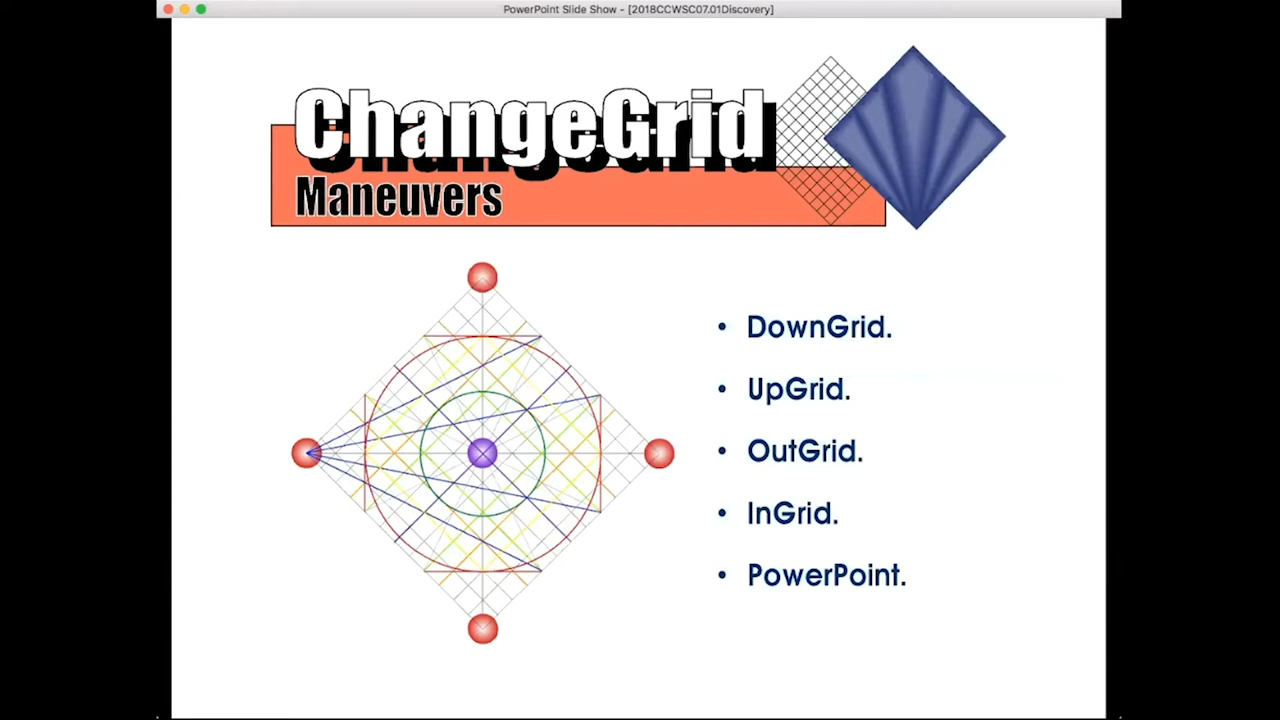 PowerPoint Slide Show - [2018CCWSC07.01Discovery]
ChangeGrid
Maneuvers
• DownGrid.
• UpGrid.
• OutGrid.
• InGrid.
• PowerPoint.